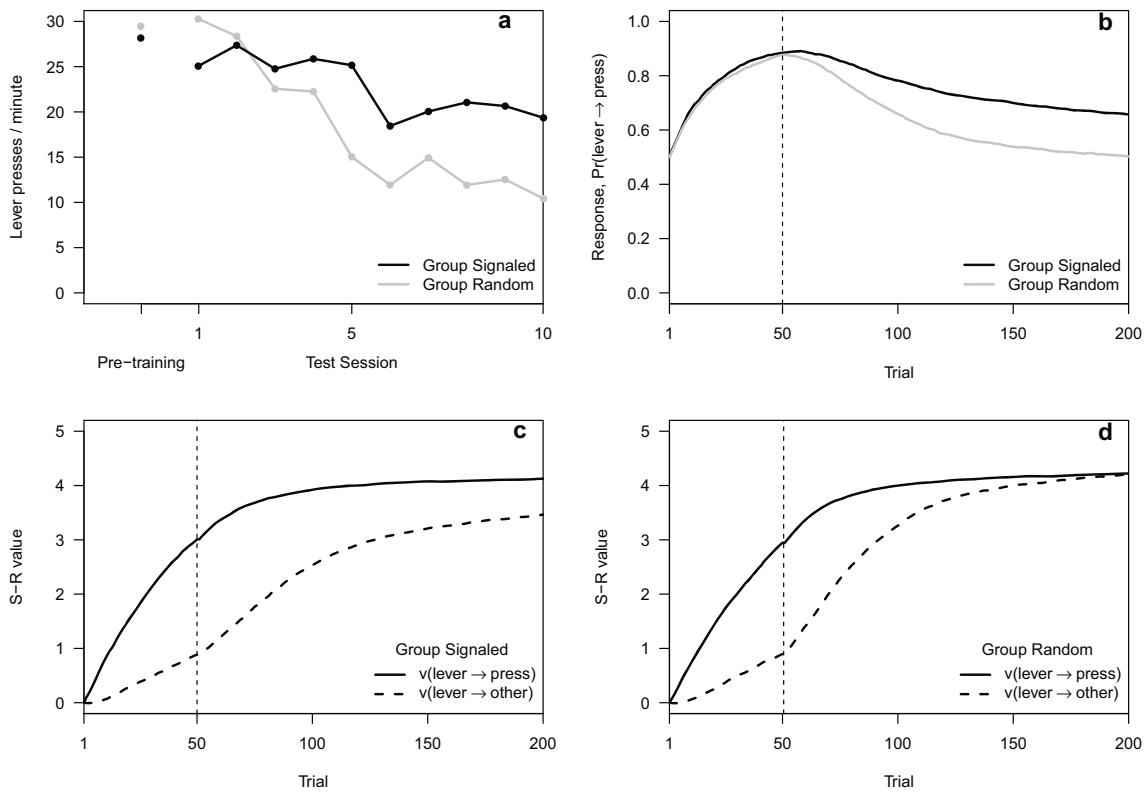 a
Lever presses / minute
30
25
20
15
10
5
0
Group Signaled
Group Random
1
5
10
Pre−training
Test Session
b
Response, Pr(lever → press)
1.0
0.8
0.6
0.4
0.2
0.0
Group Signaled
Group Random
1
50
100
150
200
Trial
c
S−R value
5
4
3
2
1
0
Group Signaled
v(lever → press)
v(lever → other)
1
50
100
150
200
Trial
d
S−R value
5
4
3
2
1
0
Group Random
v(lever → press)
v(lever → other)
1
50
100
150
200
Trial